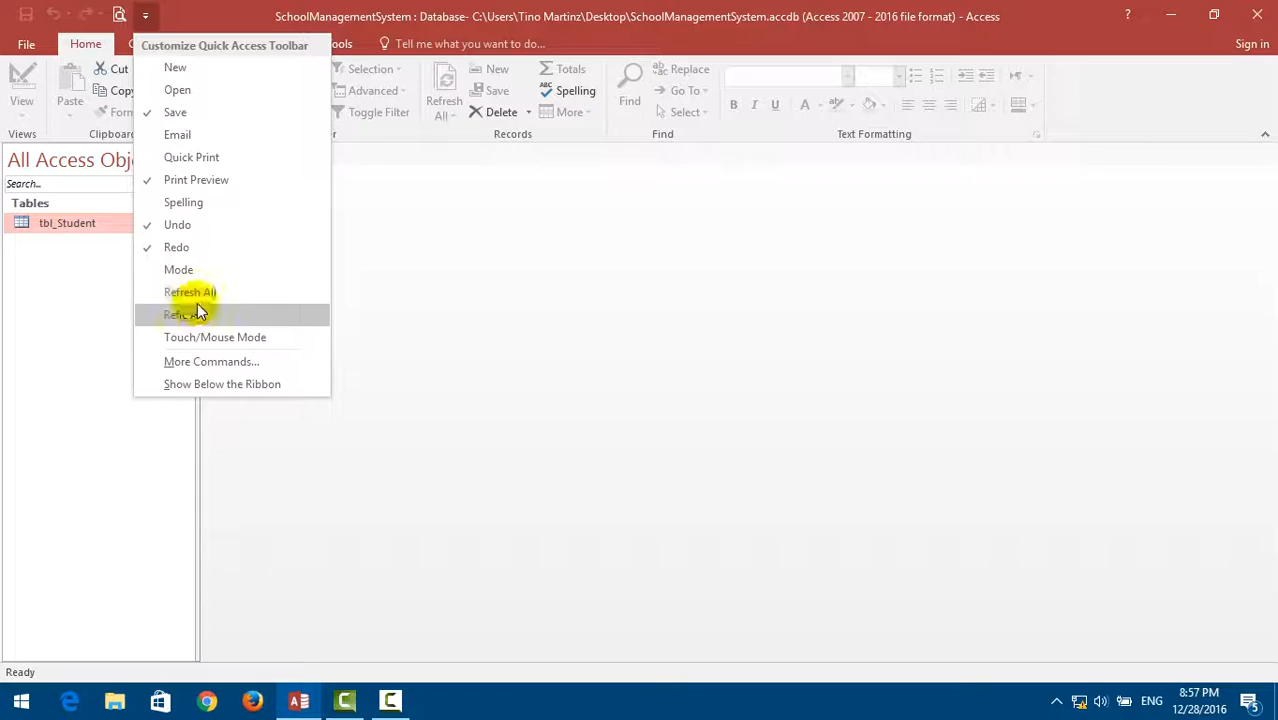 SchoolManagementSystem : Database- C:\Users\Tino Martinz\Desktop\SchoolManagementSystem.accdb (Access 2007 - 2016 file format) - Access
?
File
Home
Tell me what you want to do...
Sign in
Customize Quick Access Toolbar
New
Open
Save
Email
Quick Print
Print Preview
Spelling
Undo
Redo
Mode
Refresh All
Touch/Mouse Mode
More Commands...
Show Below the Ribbon
View
Views
Paste
Cut
Copy
Clipboard
Selection
Advanced
Toggle Filter
Refresh
All
New
Save
Delete
Totals
Spelling
More
Records
Find
Replace
Go To
Select
Find
B I U A
Text Formatting
All Access
Search...
Tables
tbl_Student
Ready
ENG
8:57 PM
12/28/2016
5